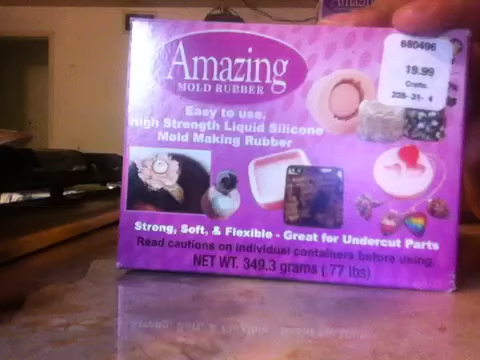 Amazing
MOLD RUBBER
Easy to use.
High Strength Liquid Silicone
Mold Making Rubber
680496
19.99
Crafts
Strong, Soft, & Flexible - Great for Undercut Parts
Read cautions on individual containers before using.
NET WT. 349.3 grams (.77 lbs)